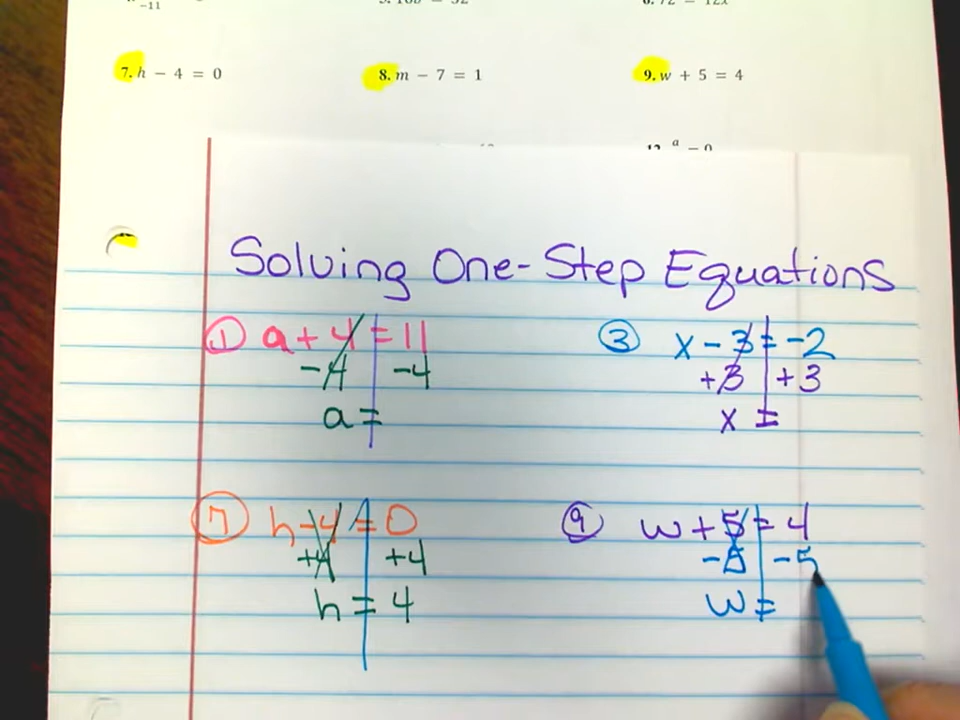 -11
7. h − 4 = 0
8. m − 7 = 1
9. w + 5 = 4
Solving One-Step Equations
① a + 4 = 11
-4 -4
a =
③ x - 3 = -2
+3 +3
x =
⑦ h - 4 = 0
+4 +4
h = 4
⑨ w + 5 = 4
-5 -5
w =